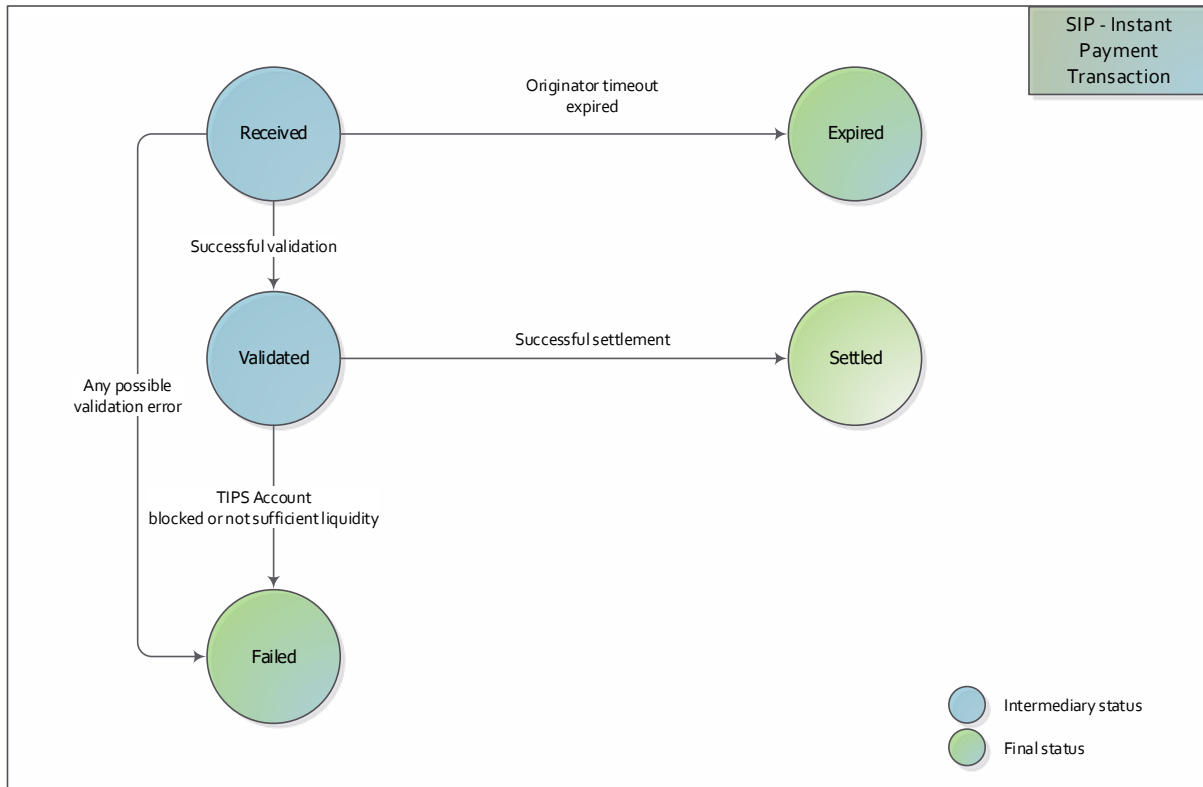 SIP - Instant
Payment
Transaction
Originator timeout
expired
Received
Expired
Successful validation
Successful settlement
Validated
Settled
Any possible
validation error
TIPS Account
blocked or not sufficient liquidity
Failed
Intermediary status
Final status